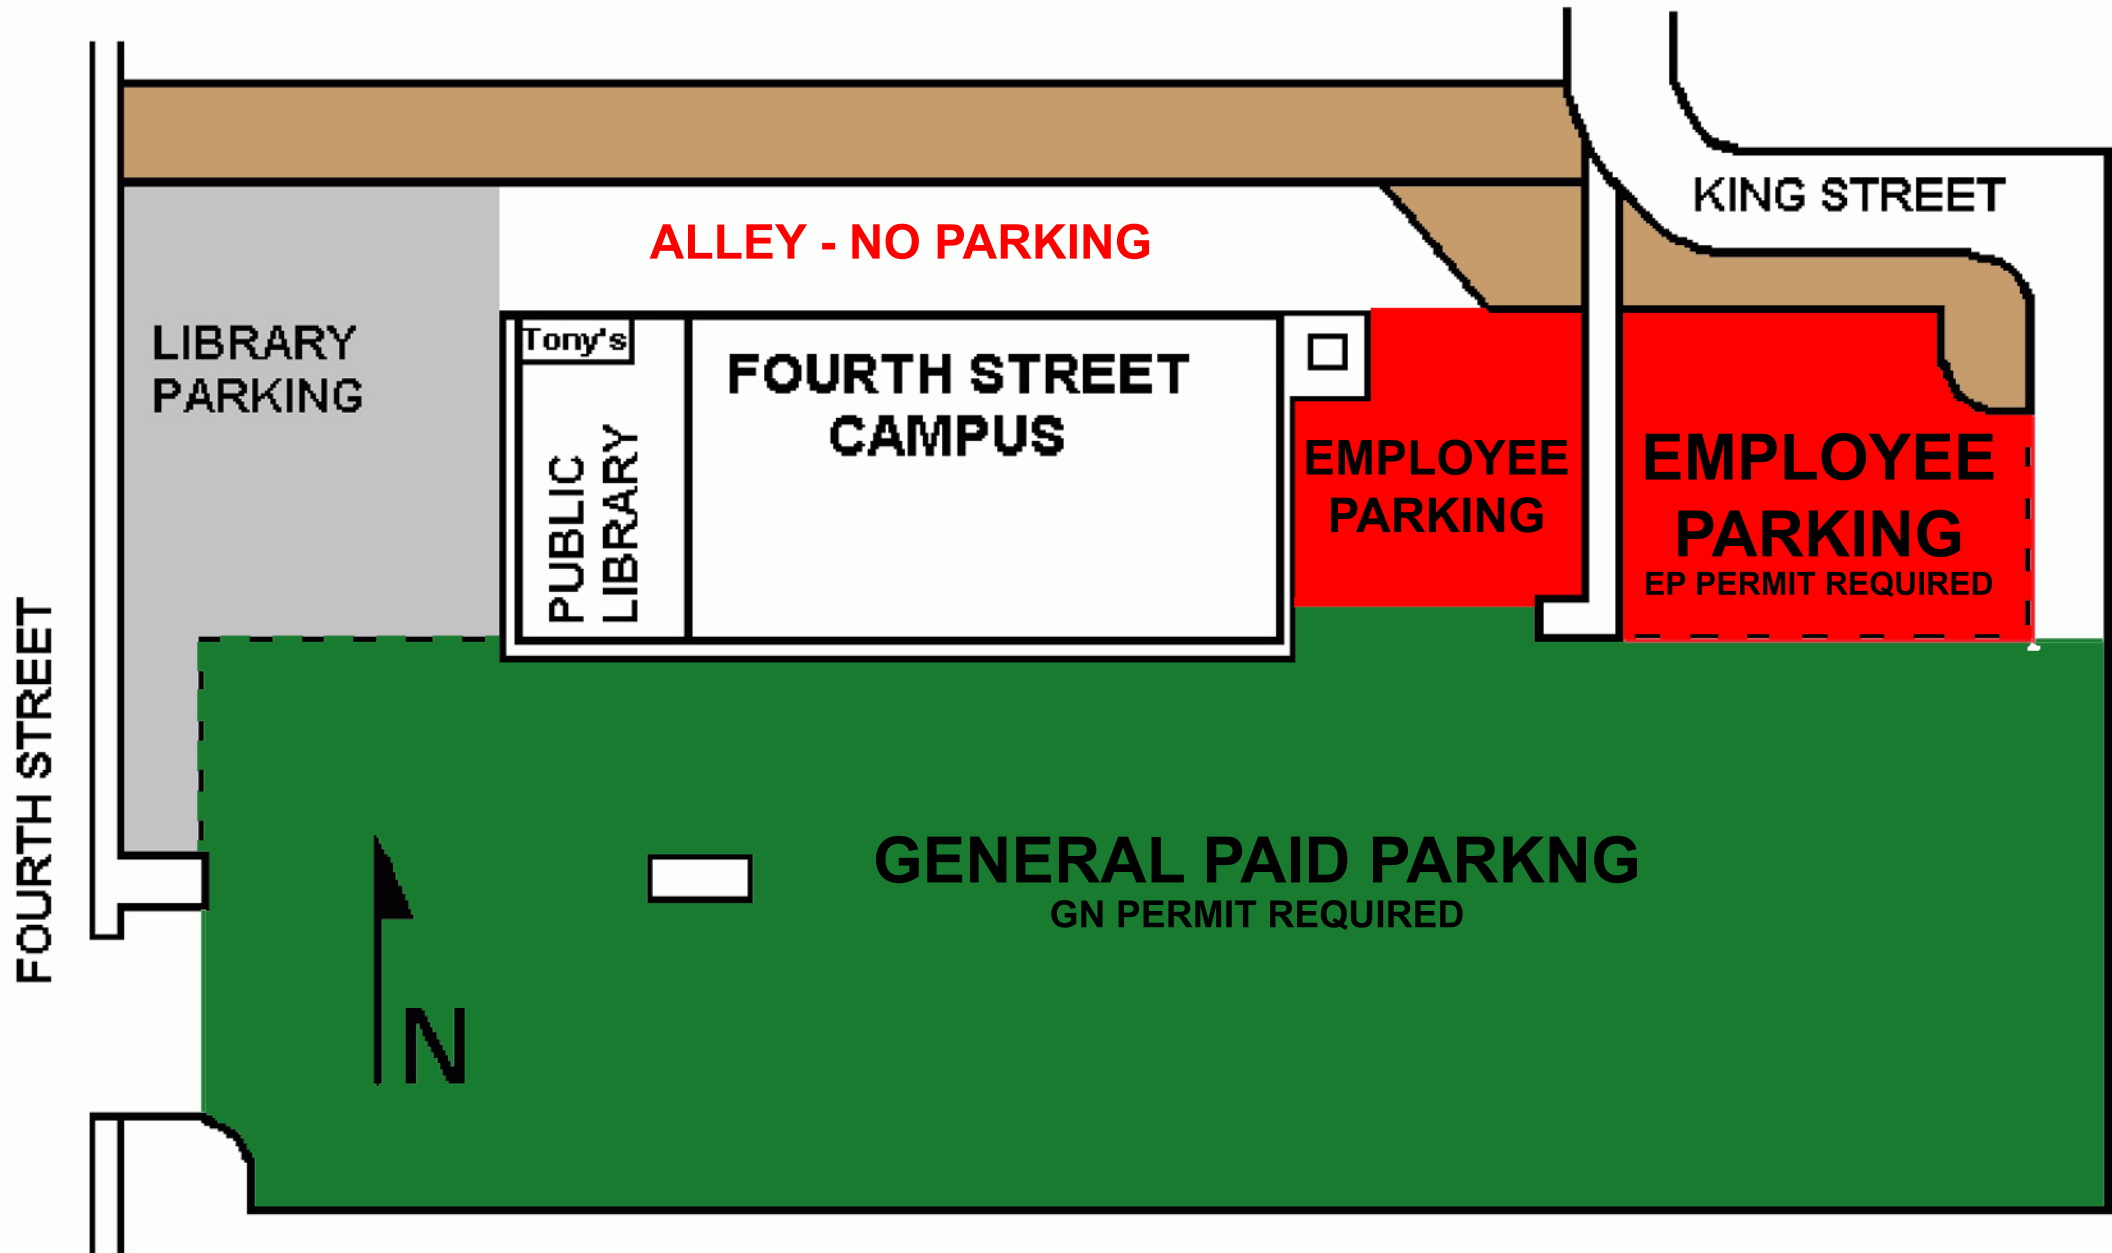 KING STREET
ALLEY - NO PARKING
LIBRARY
PARKING
Tony's
FOURTH STREET
CAMPUS
PUBLIC
LIBRARY
EMPLOYEE
PARKING
EMPLOYEE
PARKING
EP PERMIT REQUIRED
FOURTH STREET
GENERAL PAID PARKNG
GN PERMIT REQUIRED
N